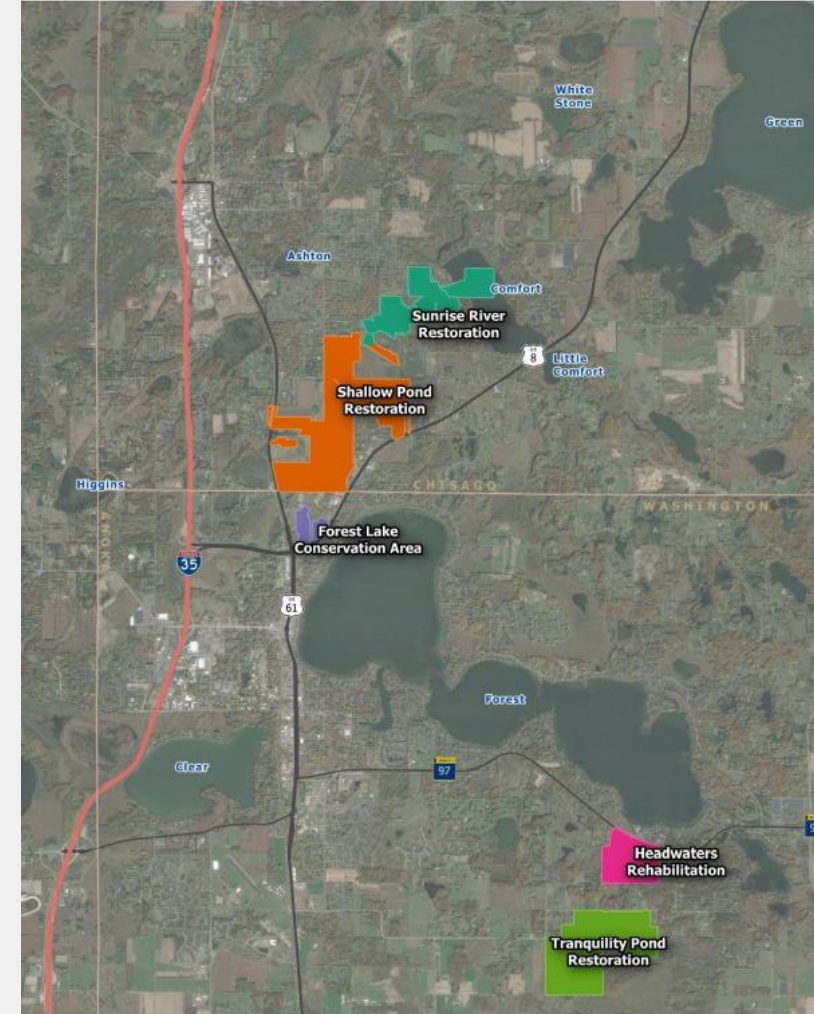 White
Stone
Green
Ashton
Comfort
Sunrise River
Restoration
8
Little
Comfort
Shallow Pond
Restoration
Higgins
CHISAGO
WASHINGTON
ANOKA
Forest Lake
Conservation Area
35
61
Forest
Clear
97
Headwaters
Rehabilitation
Tranquility Pond
Restoration